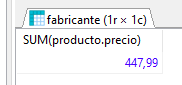 fabricante (1r × 1c)
SUM(producto.precio)
447,99